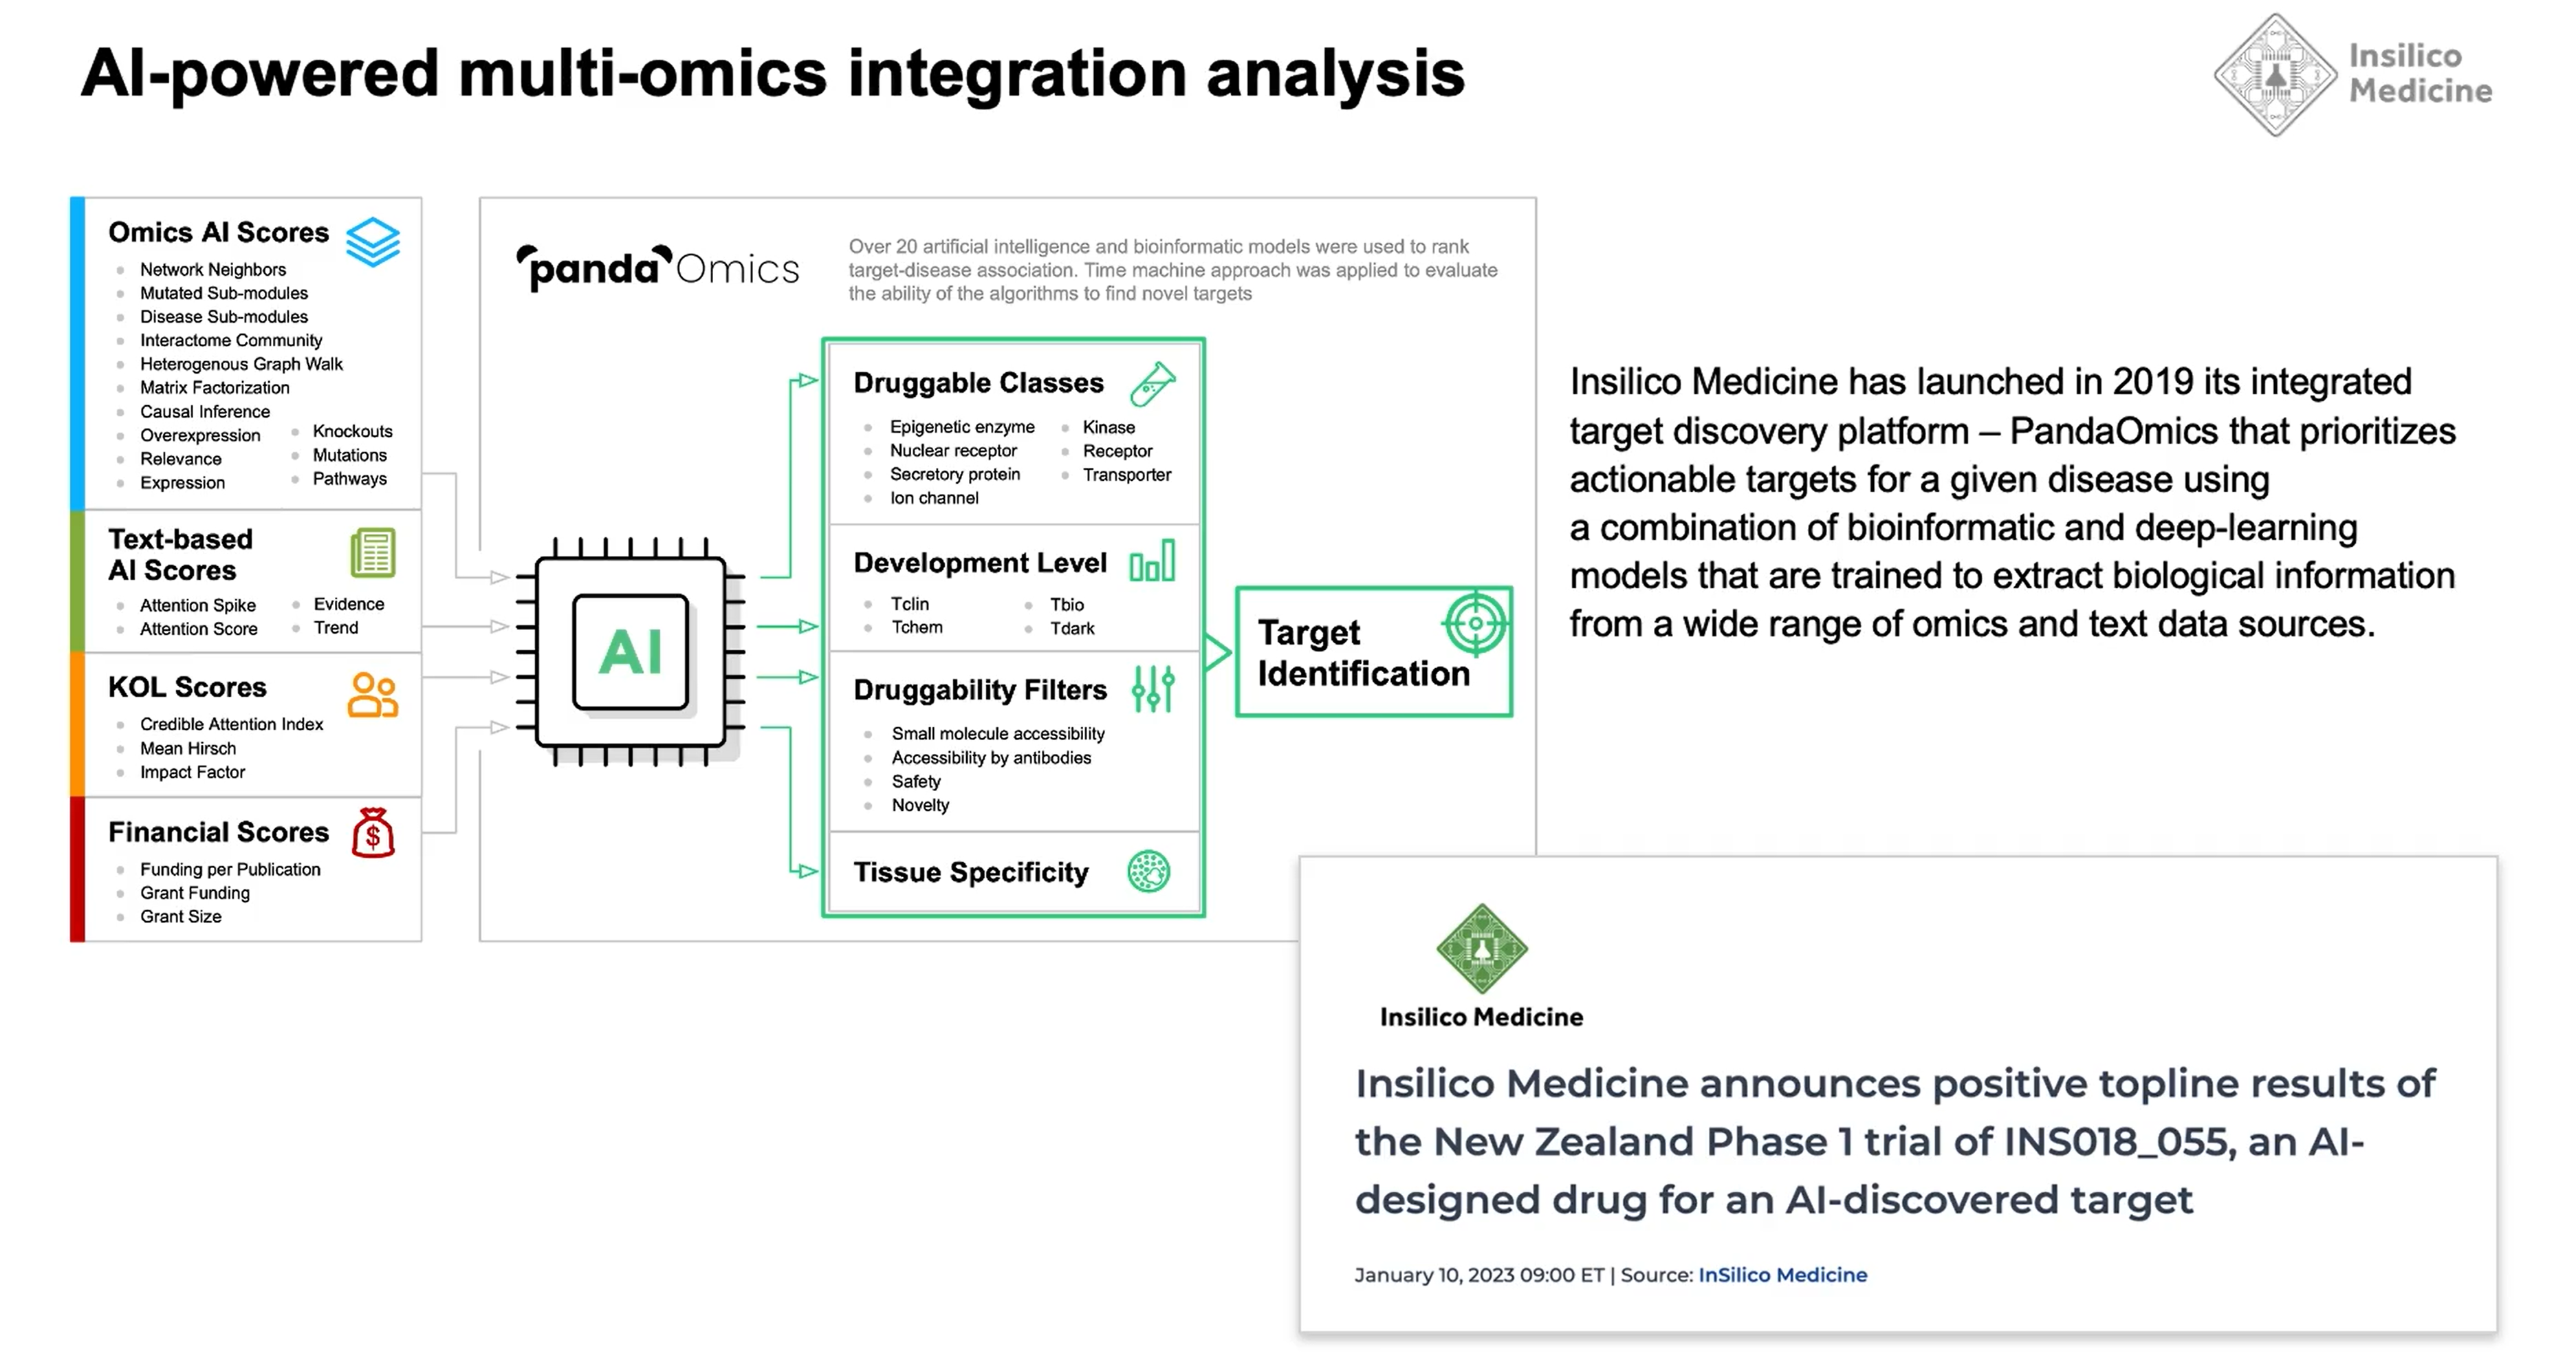 AI-powered multi-omics integration analysis
Insilico
Medicine
Omics AI Scores
Network Neighbors
Mutated Sub-modules
Disease Sub-modules
Interactome Community
Heterogenous Graph Walk
Matrix Factorization
Causal Inference
Overexpression
Relevance
Expression
Knockouts
Mutations
Pathways
Text-based
AI Scores
Attention Spike
Attention Score
Evidence
Trend
KOL Scores
Credible Attention Index
Mean Hirsch
Impact Factor
Financial Scores
$
Funding per Publication
Grant Funding
Grant Size
panda Omics
Over 20 artificial intelligence and bioinformatic models were used to rank
target-disease association. Time machine approach was applied to evaluate
the ability of the algorithms to find novel targets
AI
Druggable Classes
Epigenetic enzyme
Nuclear receptor
Secretory protein
Ion channel
Kinase
Receptor
Transporter
Development Level
Tclin
Tchem
Tbio
Tdark
Druggability Filters
Small molecule accessibility
Accessibility by antibodies
Safety
Novelty
Tissue Specificity
Target
Identification
Insilico Medicine has launched in 2019 its integrated
target discovery platform – PandaOmics that prioritizes
actionable targets for a given disease using
a combination of bioinformatic and deep-learning
models that are trained to extract biological information
from a wide range of omics and text data sources.
Insilico Medicine
Insilico Medicine announces positive topline results of
the New Zealand Phase 1 trial of INS018_055, an AI-
designed drug for an AI-discovered target
January 10, 2023 09:00 ET | Source: InSilico Medicine